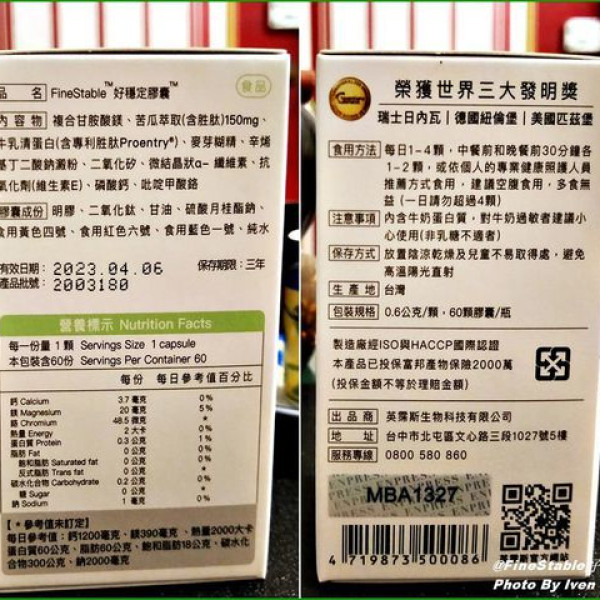 品 名 FineStable™ 好穩定膠囊™ 食品
內容物 複合甘胺酸鎂、苦瓜萃取(含胜肽)150mg、
牛乳清蛋白(含專利胜肽Proentry®)、麥芽糊精、辛烯
基丁二酸鈉澱粉、二氧化矽、微結晶狀α-纖維素、抗
氧化劑(維生素E)、磷酸鈣、吡啶甲酸鉻
膠囊成份 明膠、二氧化鈦、甘油、硫酸月桂酯鈉、
食用黃色四號、食用紅色六號、食用藍色一號、純水
有效日期：2023.04.06 保存期限：三年
產品批號：2003180
營養標示 Nutrition Facts
每一份量1顆 Servings Size 1 capsule
本包裝含60份 Servings Per Container 60
每份 每日參考值百分比
鈣 Calcium 3.7 毫克 0%
鎂 Magnesium 20 毫克 5%
鉻 Chromium 48.5 微克 *
熱量 Energy 2 大卡 0%
蛋白質 Protein 0.3 公克 1%
脂肪 Fat 0 公克 0%
飽和脂肪 Saturated fat 0 公克 0%
反式脂肪 Trans fat 0 公克 *
碳水化合物 Carbohydrate 0.2 公克 0%
糖 Sugar 0 公克 *
鈉 Sodium 1 毫克 0%
【*參考值未訂定】
每日參考值：鈣1200毫克、鎂390毫克、熱量2000大卡
蛋白質60公克、脂肪60公克、飽和脂肪18公克、碳水化
合物300公克、鈉2000毫克
榮獲世界三大發明獎
瑞士日內瓦｜德國紐倫堡｜美國匹茲堡
食用方法 每日1-4顆，中餐前和晚餐前30分鐘各
1-2顆，或依個人的專業健康照護人員
推薦方式食用，建議空腹食用，多食無
益 (一日請勿超過4顆)
注意事項 內含牛奶蛋白質，對牛奶過敏者建議小
心使用(非乳糖不適者)
保存方式 放置陰涼乾燥及兒童不易取得處，避免
高溫陽光直射
生產地 台灣
包裝規格 0.6公克/顆，60顆膠囊/瓶
製造廠經ISO與HACCP國際認證
本產品已投保富邦產物保險2000萬
(投保金額不等於理賠金額)
出品商 英霈斯生物科技有限公司
地址 台中市北屯區文心路三段1027號5樓
服務專線 0800 580 860
MBA1327
4 719873 500086
英霈斯官方網站
Photo By Iven